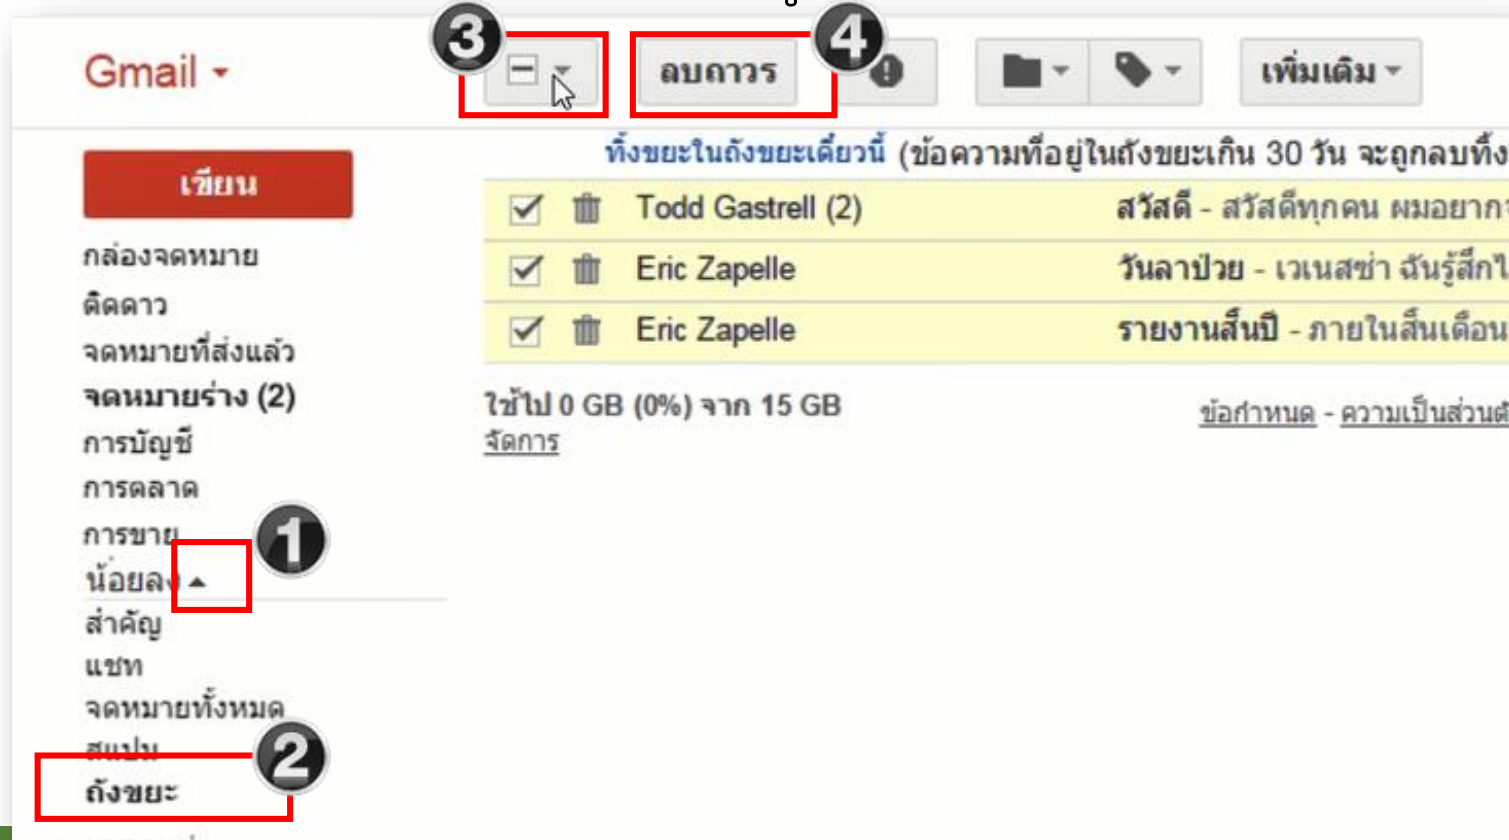 3
4
Gmail
ลบถาวร
เพิ่มเติม
ทิ้งขยะในถังขยะเดี๋ยวนี้ (ข้อความที่อยู่ในถังขยะเกิน 30 วัน จะถูกลบทิ้ง
เขียน
Todd Gastrell (2) สวัสดี - สวัสดีทุกคน ผมอยาก
กล่องจดหมาย
Eric Zapelle วันลาป่วย - เวเนสซ่า ฉันรู้สึกไ
ติดดาว
Eric Zapelle รายงานสิ้นปี - ภายในสิ้นเดือน
จดหมายที่ส่งแล้ว
จดหมายร่าง (2)
ใช้ไป 0 GB (0%) จาก 15 GB
ข้อกำหนด - ความเป็นส่วนตั
จัดการ
การบัญชี
การตลาด
การขาย
1
น้อยลง
สำคัญ
แชท
จดหมายทั้งหมด
สแปม
2
ถังขยะ